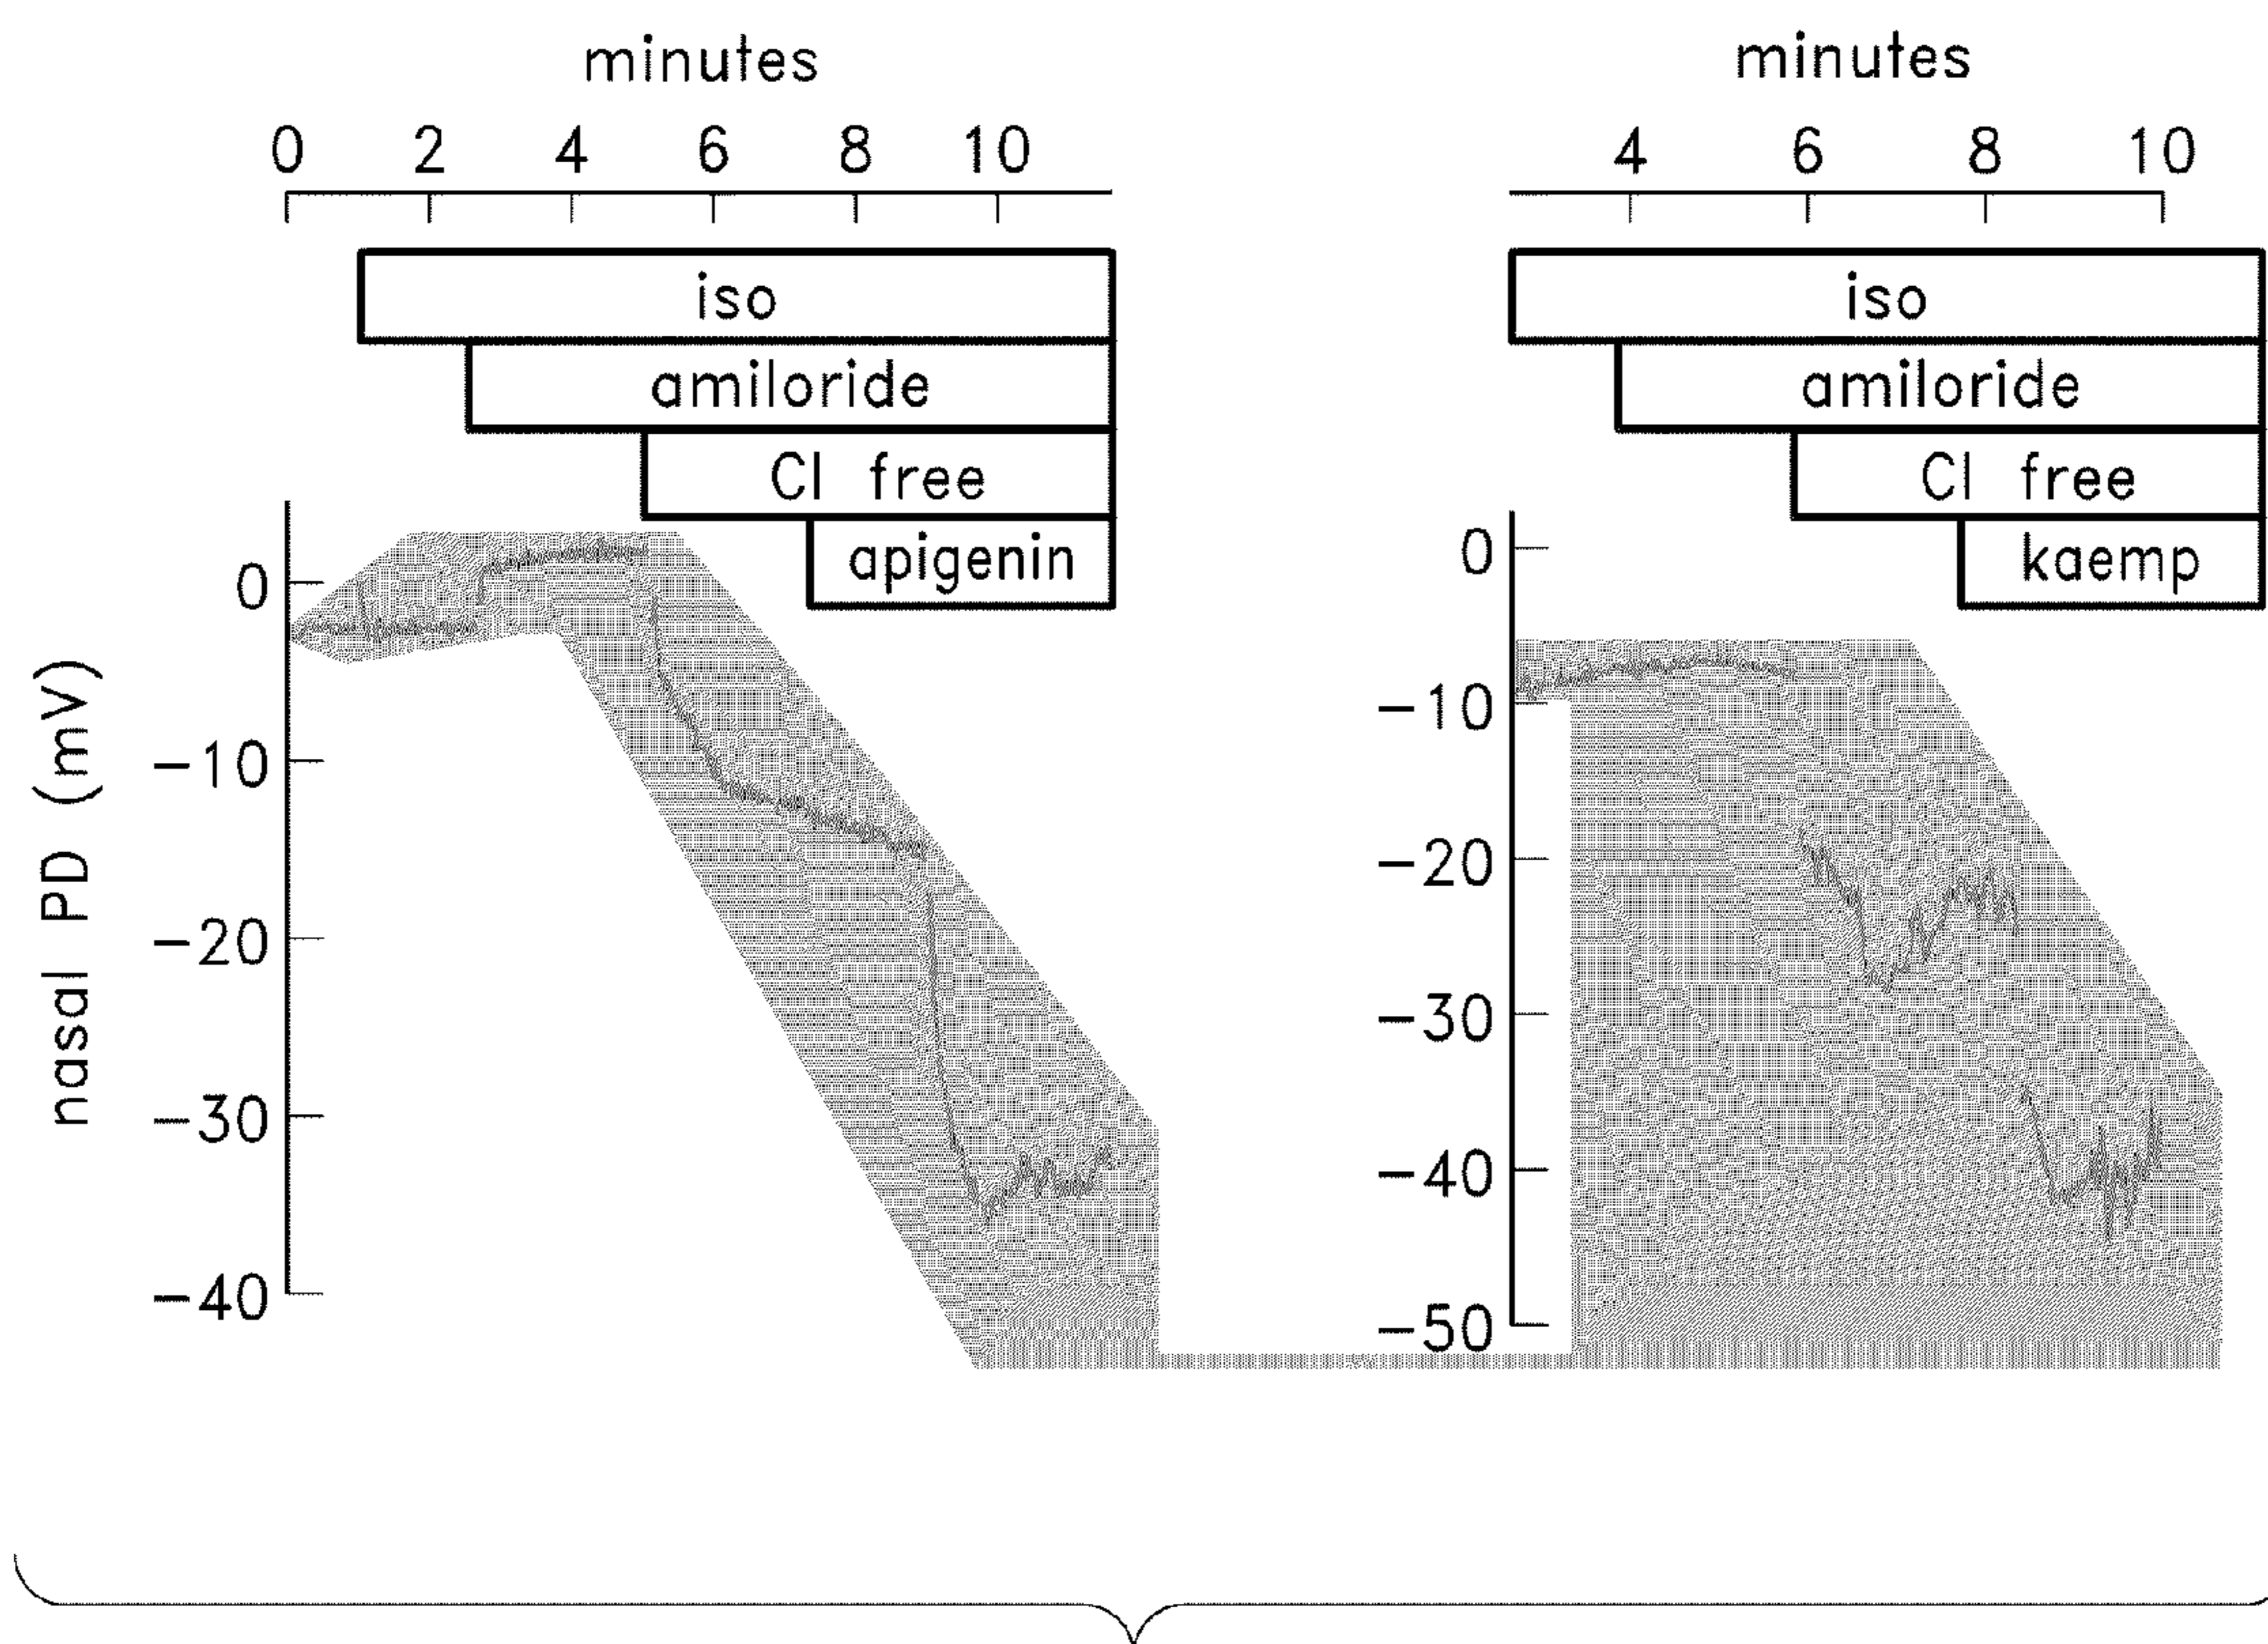 minutes
0 2 4 6 8 10
iso
amiloride
Cl free
apigenin
nasal PD (mV)
0
−10
−20
−30
−40
minutes
4 6 8 10
iso
amiloride
Cl free
kaemp
0
−10
−20
−30
−40
−50